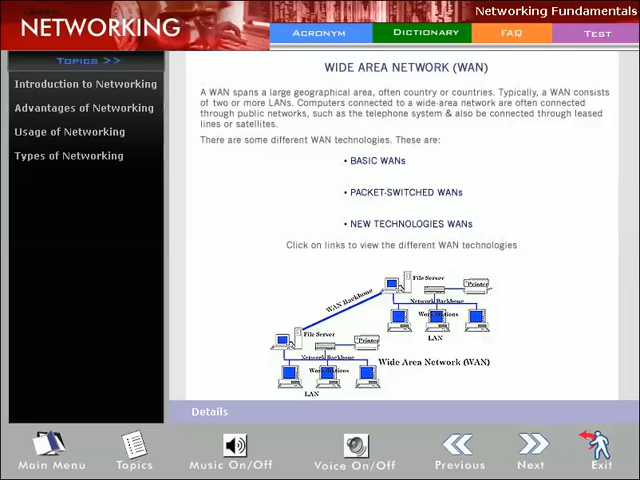 Networking Fundamentals
NETWORKING
ACRONYM
DICTIONARY
FAQ
TEST
TOPICS >>
Introduction to Networking
Advantages of Networking
Usage of Networking
Types of Networking
WIDE AREA NETWORK (WAN)
A WAN spans a large geographical area, often country or countries. Typically, a WAN consists
of two or more LANs. Computers connected to a wide-area network are often connected
through public networks, such as the telephone system & also be connected through leased
lines or satellites.
There are some different WAN technologies. These are:
• BASIC WANs
• PACKET-SWITCHED WANs
• NEW TECHNOLOGIES WANs
Click on links to view the different WAN technologies
File Server
Printer
WAN Backbone
Network Backbone
Workstations
LAN
File Server
Printer
Network Backbone
Workstations
LAN
Wide Area Network (WAN)
Details
Main Menu
Topics
Music On/Off
Voice On/Off
Previous
Next
Exit